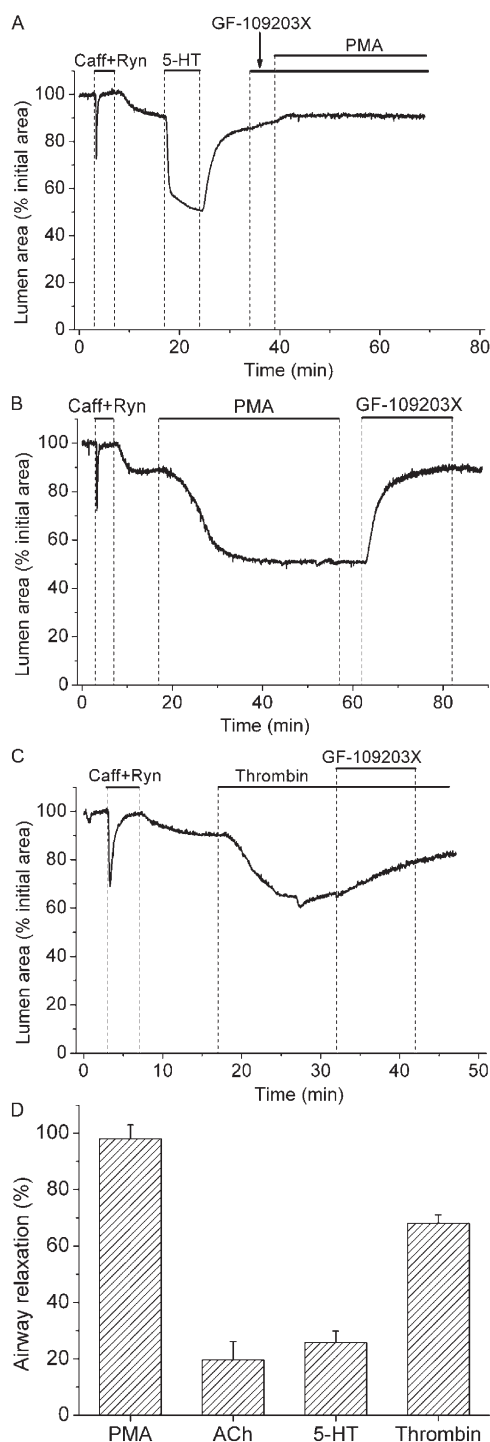 A
GF-109203X
Caff+Ryn 5-HT PMA
Lumen area (% initial area)
100
80
60
40
20
0
0 20 40 60 80
Time (min)
B
Caff+Ryn PMA GF-109203X
Lumen area (% initial area)
100
80
60
40
20
0
0 20 40 60 80
Time (min)
C
GF-109203X
Caff+Ryn Thrombin
Lumen area (% initial area)
100
80
60
40
20
0
0 10 20 30 40 50
Time (min)
D
Airway relaxation (%)
100
80
60
40
20
0
PMA ACh 5-HT Thrombin